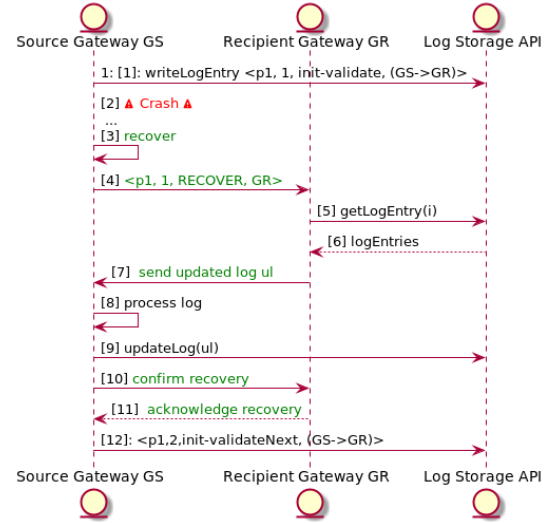 Source Gateway GS Recipient Gateway GR Log Storage API
1: [1]: writeLogEntry <p1, 1, init-validate, (GS->GR)>
[2] ⚠ Crash ⚠
...
[3] recover
[4] <p1, 1, RECOVER, GR>
[5] getLogEntry(i)
[6] logEntries
[7] send updated log ul
[8] process log
[9] updateLog(ul)
[10] confirm recovery
[11] acknowledge recovery
[12]: <p1,2,init-validateNext, (GS->GR)>
Source Gateway GS Recipient Gateway GR Log Storage API